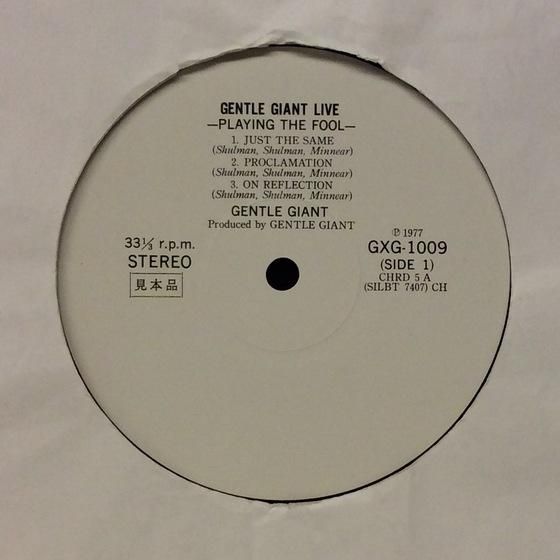 GENTLE GIANT LIVE
—PLAYING THE FOOL—
1. JUST THE SAME
(Shulman, Shulman, Minnear)
2. PROCLAMATION
(Shulman, Shulman, Minnear)
3. ON REFLECTION
(Shulman, Shulman, Minnear)
GENTLE GIANT
Produced by GENTLE GIANT
33⅓ r.p.m.
STEREO
見本品
℗ 1977
GXG-1009
(SIDE 1)
CHRD 5 A
(SILBT 7407) CH